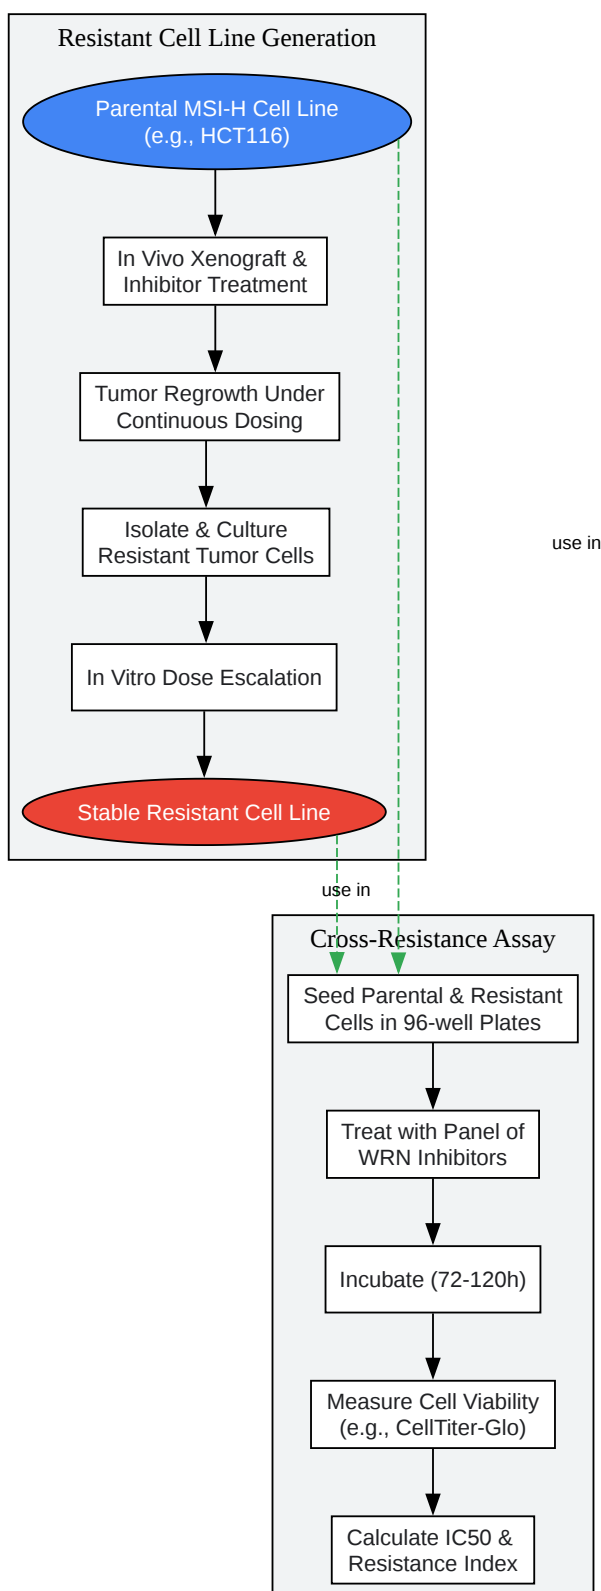 Resistant Cell Line Generation
Parental MSI-H Cell Line
(e.g., HCT116)
In Vivo Xenograft &
Inhibitor Treatment
Tumor Regrowth Under
Continuous Dosing
Isolate & Culture
Resistant Tumor Cells
use in
In Vitro Dose Escalation
Stable Resistant Cell Line
use in
Cross-Resistance Assay
Seed Parental & Resistant
Cells in 96-well Plates
Treat with Panel of
WRN Inhibitors
Incubate (72-120h)
Measure Cell Viability
(e.g., CellTiter-Glo)
Calculate IC50 &
Resistance Index